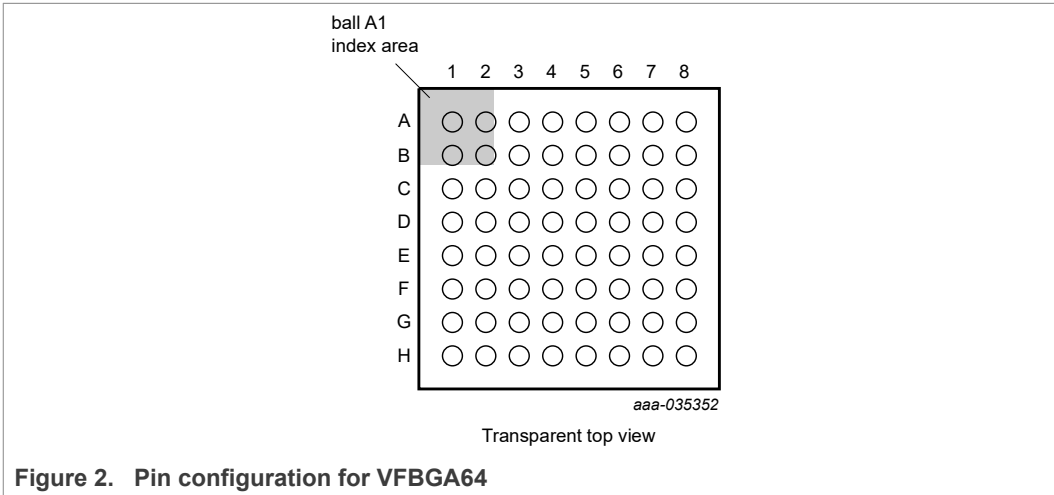 ball A1
index area
1 2 3 4 5 6 7 8
A
B
C
D
E
F
G
H
aaa-035352
Transparent top view
Figure 2. Pin configuration for VFBGA64